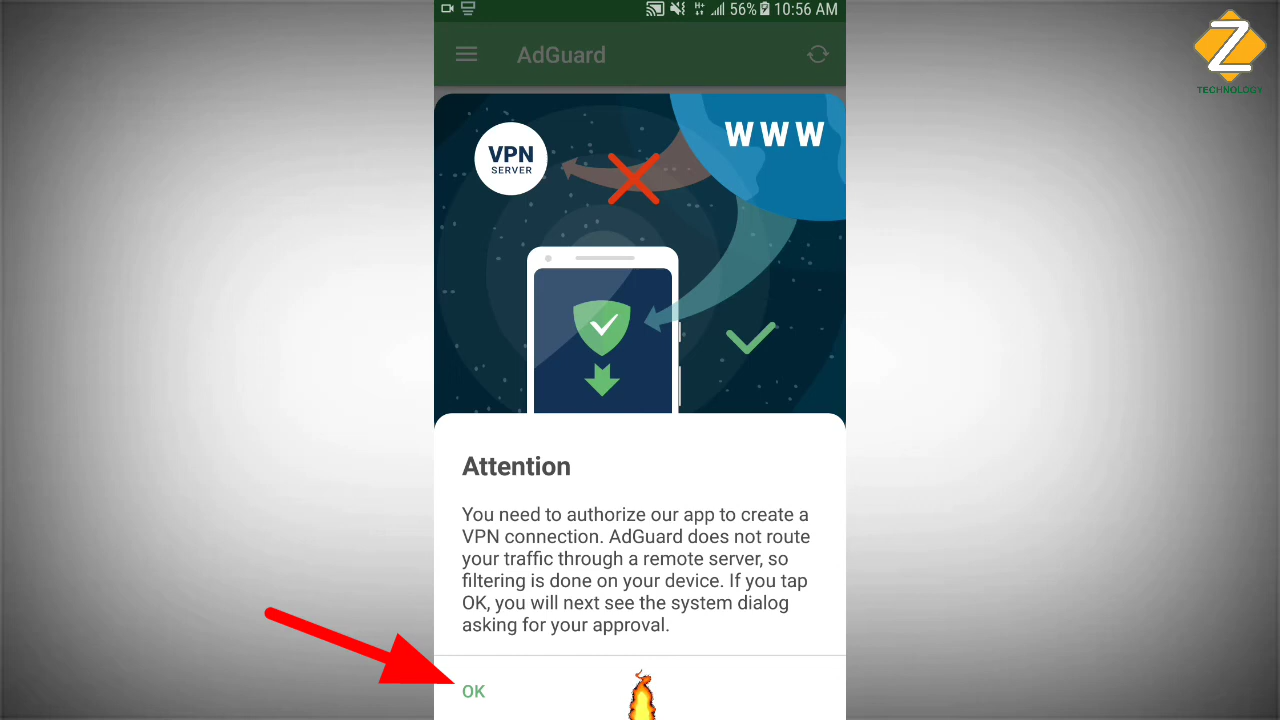 56% 10:56 AM
Z
TECHNOLOGY
AdGuard
WWW
VPN
SERVER
Attention
You need to authorize our app to create a
VPN connection. AdGuard does not route
your traffic through a remote server, so
filtering is done on your device. If you tap
OK, you will next see the system dialog
asking for your approval.
OK